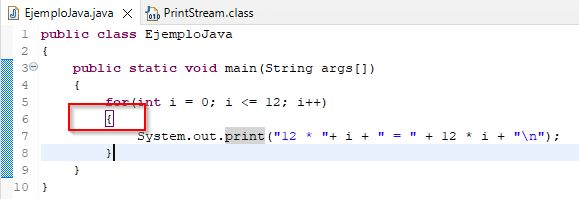 EjemploJava.java PrintStream.class
1 public class EjemploJava
2 {
3 public static void main(String args[])
4 {
5 for(int i = 0; i <= 12; i++)
6 {
7 System.out.print("12 * "+ i + " = " + 12 * i + "\n");
8 }
9 }
10 }